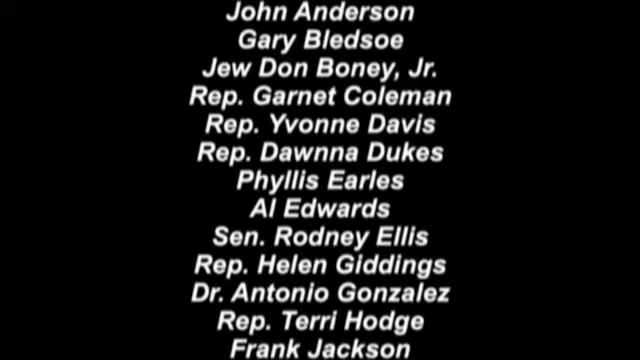 John Anderson
Gary Bledsoe
Jew Don Boney, Jr.
Rep. Garnet Coleman
Rep. Yvonne Davis
Rep. Dawnna Dukes
Phyllis Earles
Al Edwards
Sen. Rodney Ellis
Rep. Helen Giddings
Dr. Antonio Gonzalez
Rep. Terri Hodge
Frank Jackson